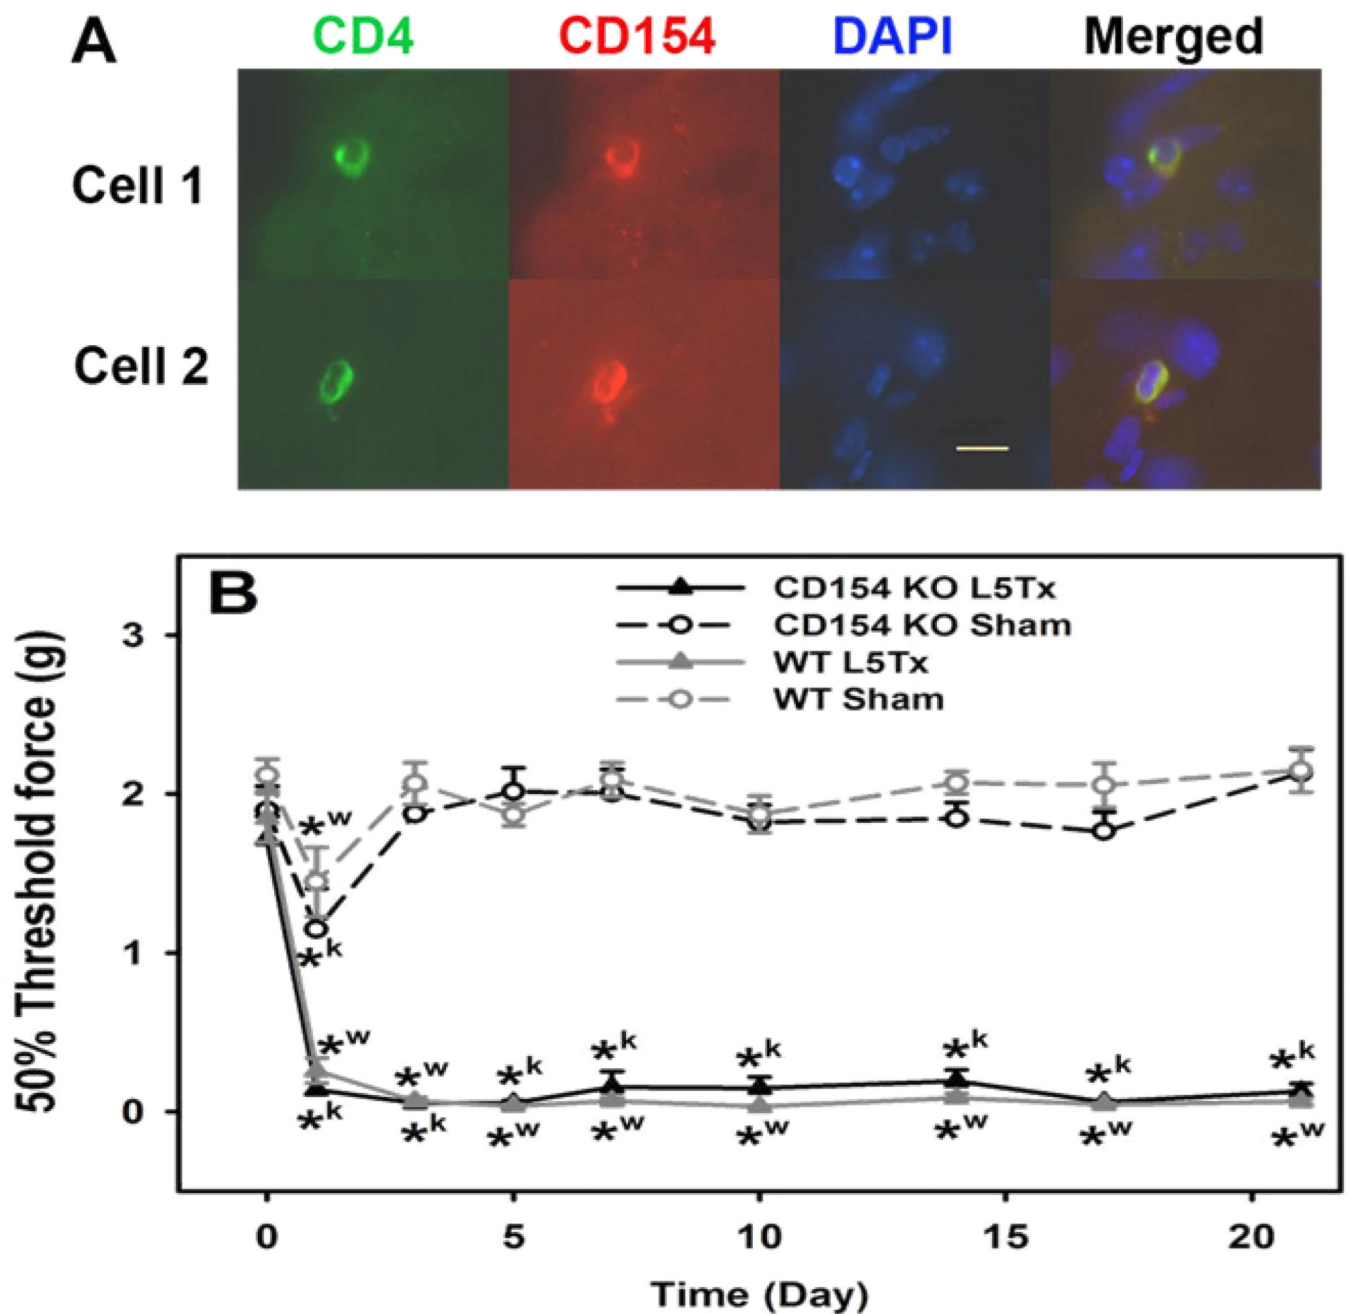 A CD4 CD154 DAPI Merged
Cell 1
Cell 2
B
CD154 KO L5Tx
CD154 KO Sham
WT L5Tx
WT Sham
50% Threshold force (g)
3
2
1
0
*w
*k
*w
*k
*w
*k
*k
*w
*k
*w
*k
*w
*k
*w
*k
*w
*k
*w
0 5 10 15 20
Time (Day)